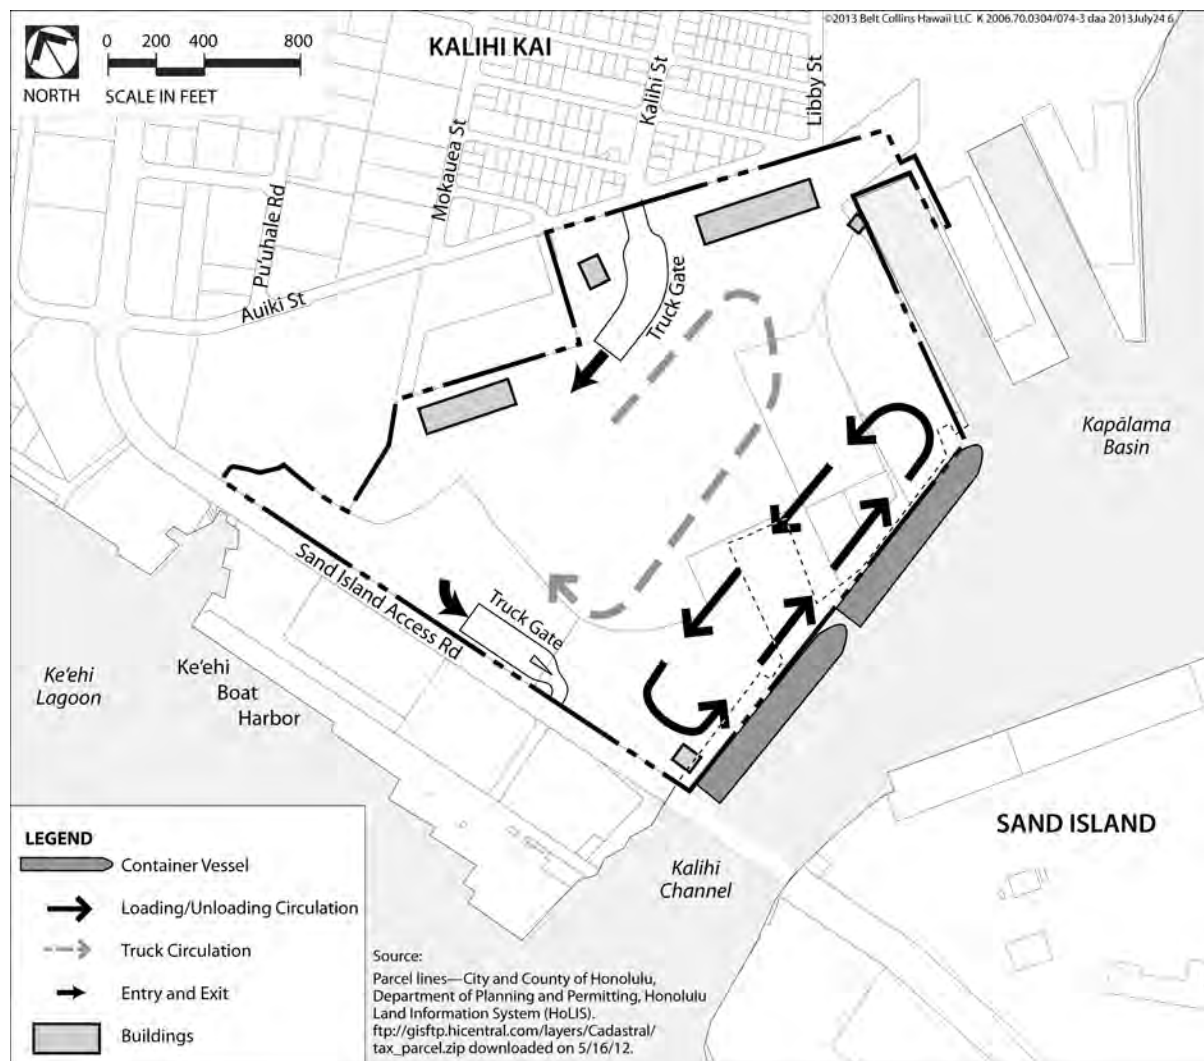 ©2013 Belt Collins Hawaii LLC K 2006.70.0304/074-3 daa 2013July24 6
NORTH
0 200 400 800
SCALE IN FEET
KALIHI KAI
Pu'uhale Rd
Mokauea St
Kalihi St
Libby St
Auiki St
Truck Gate
Kapālama
Basin
Sand Island Access Rd
Truck Gate
Ke'ehi
Lagoon
Ke'ehi
Boat
Harbor
SAND ISLAND
Kalihi
Channel
LEGEND
Container Vessel
Loading/Unloading Circulation
Truck Circulation
Entry and Exit
Buildings
Source:
Parcel lines—City and County of Honolulu,
Department of Planning and Permitting, Honolulu
Land Information System (HoLIS).
ftp://gisftp.hicentral.com/layers/Cadastral/
tax_parcel.zip downloaded on 5/16/12.